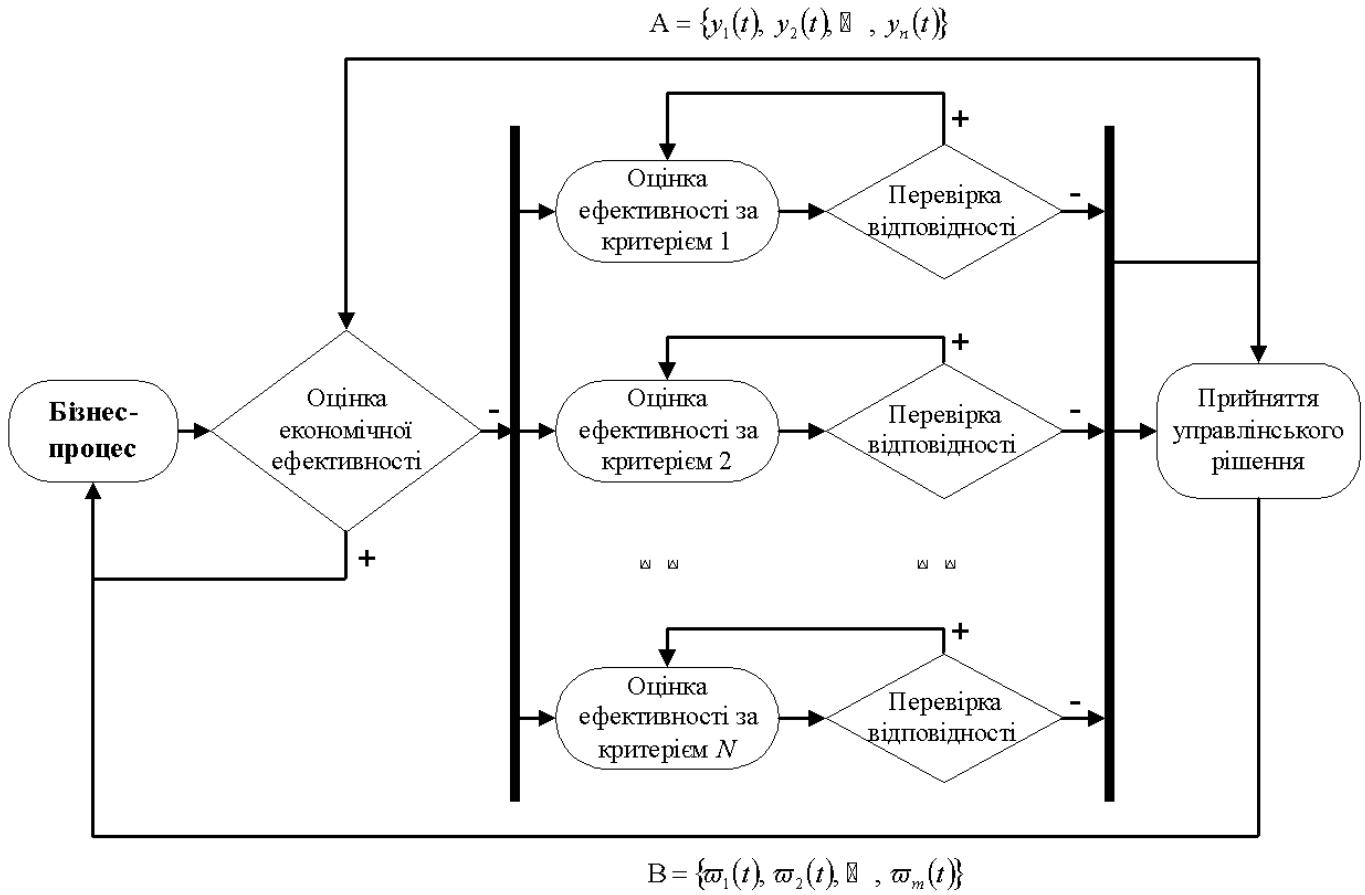 A = {y₁(t), y₂(t), , yₙ(t)}
+
Оцінка
ефективності за
критерієм 1
Перевірка
відповідності
-
Бізнес-
процес
Оцінка
економічної
ефективності
-
+
+
Оцінка
ефективності за
критерієм 2
Перевірка
відповідності
-
Прийняття
управлінського
рішення
+
Оцінка
ефективності за
критерієм N
Перевірка
відповідності
-
B = {ϖ₁(t), ϖ₂(t), , ϖₘ(t)}